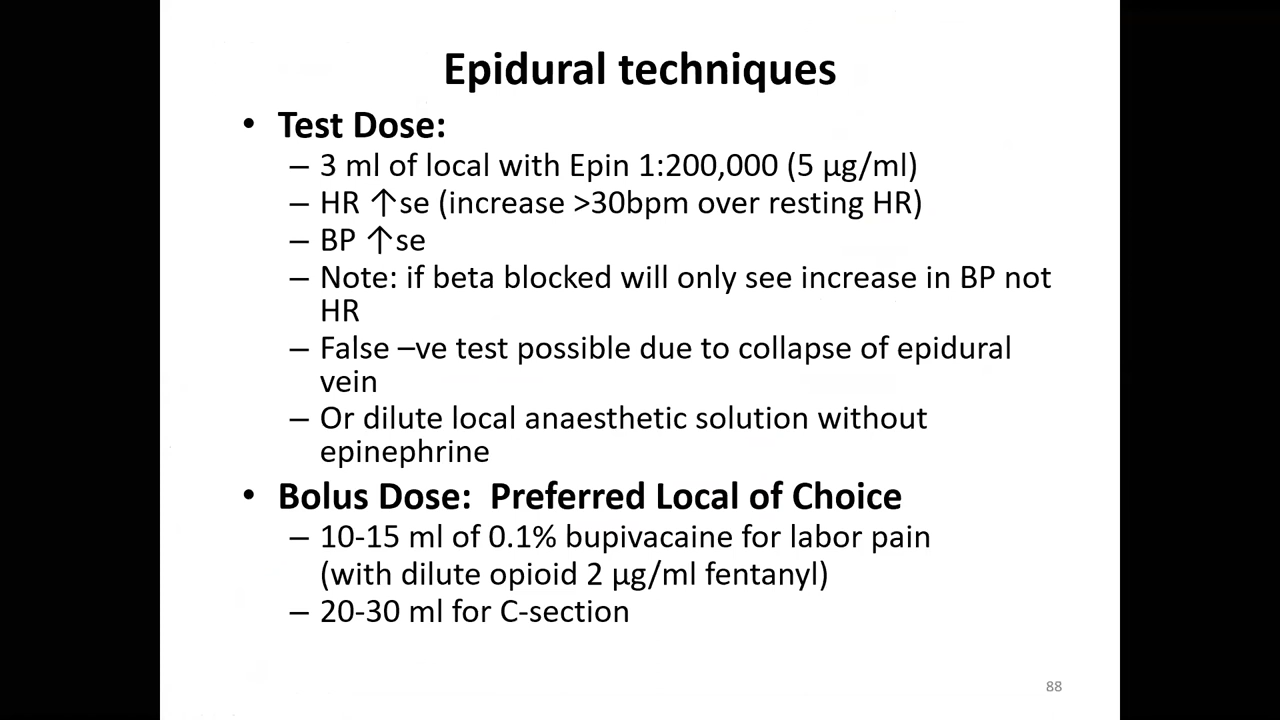 Epidural techniques
• Test Dose:
– 3 ml of local with Epin 1:200,000 (5 µg/ml)
– HR ↑se (increase >30bpm over resting HR)
– BP ↑se
– Note: if beta blocked will only see increase in BP not
HR
– False –ve test possible due to collapse of epidural
vein
– Or dilute local anaesthetic solution without
epinephrine
• Bolus Dose:  Preferred Local of Choice
– 10-15 ml of 0.1% bupivacaine for labor pain
(with dilute opioid 2 µg/ml fentanyl)
– 20-30 ml for C-section
88